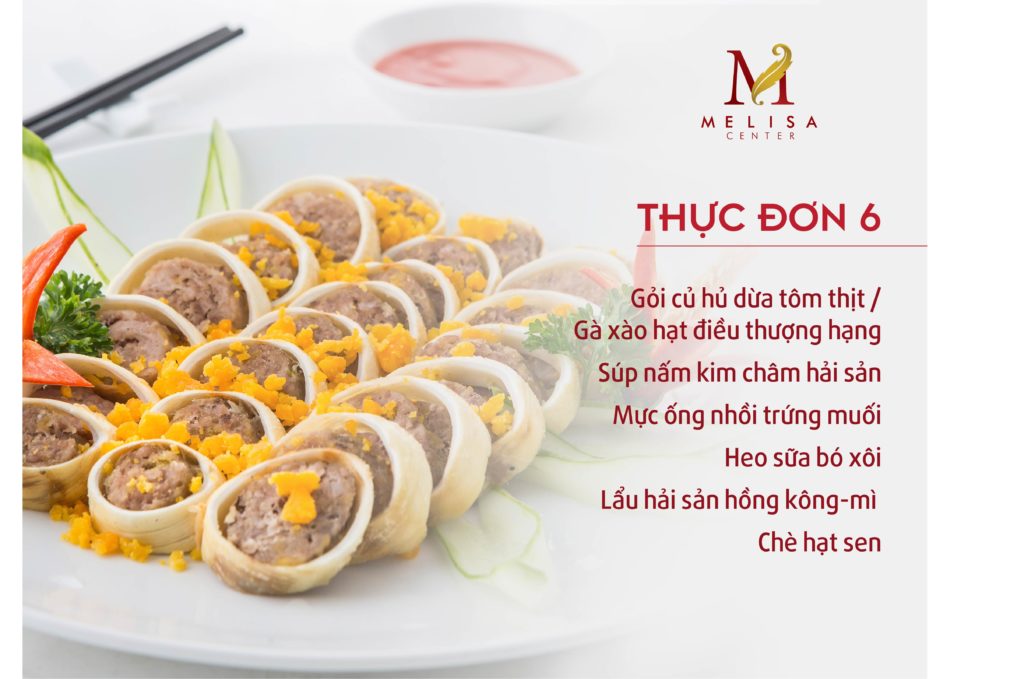 M
MELISA
CENTER
THỰC ĐƠN 6
Gỏi củ hủ dừa tôm thịt /
Gà xào hạt điều thượng hạng
Súp nấm kim châm hải sản
Mực ống nhồi trứng muối
Heo sữa bó xôi
Lẩu hải sản hồng kông-mì
Chè hạt sen